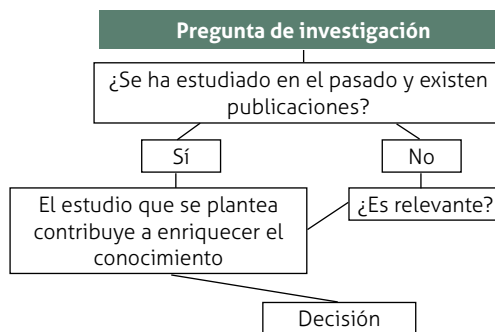 Pregunta de investigación
¿Se ha estudiado en el pasado y existen
publicaciones?
Sí
No
El estudio que se plantea
contribuye a enriquecer el
conocimiento
¿Es relevante?
Decisión